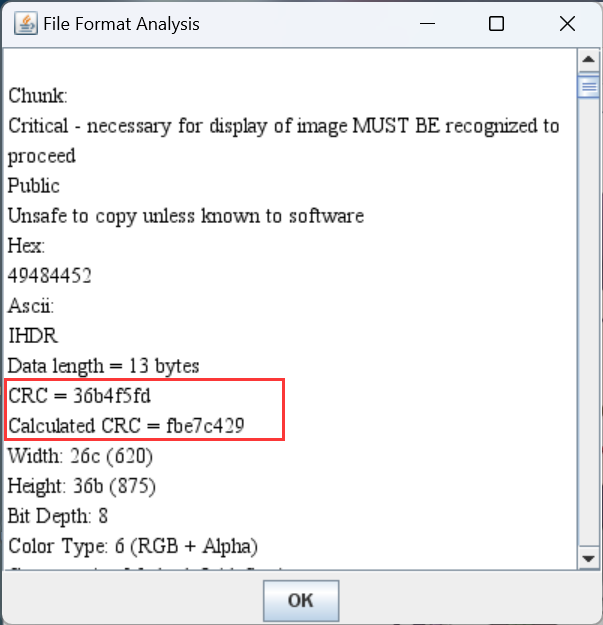 File Format Analysis
Chunk:
Critical - necessary for display of image MUST BE recognized to
proceed
Public
Unsafe to copy unless known to software
Hex:
49484452
Ascii:
IHDR
Data length = 13 bytes
CRC = 36b4f5fd
Calculated CRC = fbe7c429
Width: 26c (620)
Height: 36b (875)
Bit Depth: 8
Color Type: 6 (RGB + Alpha)
OK